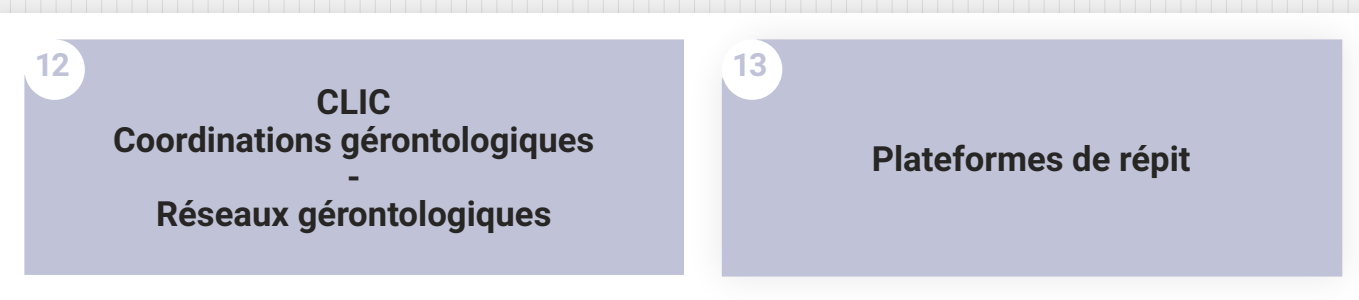 12
CLIC
Coordinations gérontologiques
-
Réseaux gérontologiques
13
Plateformes de répit